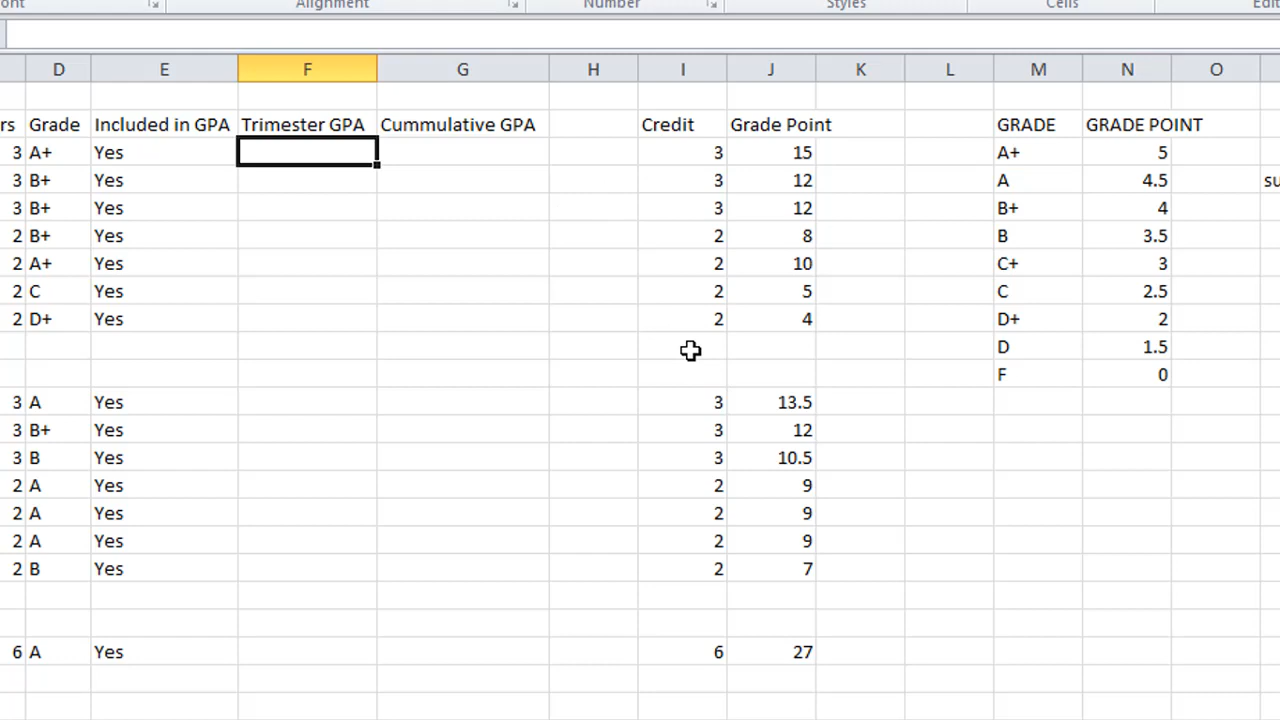 ont Alignment Number Styles Cells Edit
D E F G H I J K L M N O
rs Grade Included in GPA Trimester GPA Cummulative GPA Credit Grade Point GRADE GRADE POINT
3 A+ Yes 3 15 A+ 5
3 B+ Yes 3 12 A 4.5 su
3 B+ Yes 3 12 B+ 4
2 B+ Yes 2 8 B 3.5
2 A+ Yes 2 10 C+ 3
2 C Yes 2 5 C 2.5
2 D+ Yes 2 4 D+ 2
D 1.5
F 0
3 A Yes 3 13.5
3 B+ Yes 3 12
3 B Yes 3 10.5
2 A Yes 2 9
2 A Yes 2 9
2 A Yes 2 9
2 B Yes 2 7
6 A Yes 6 27